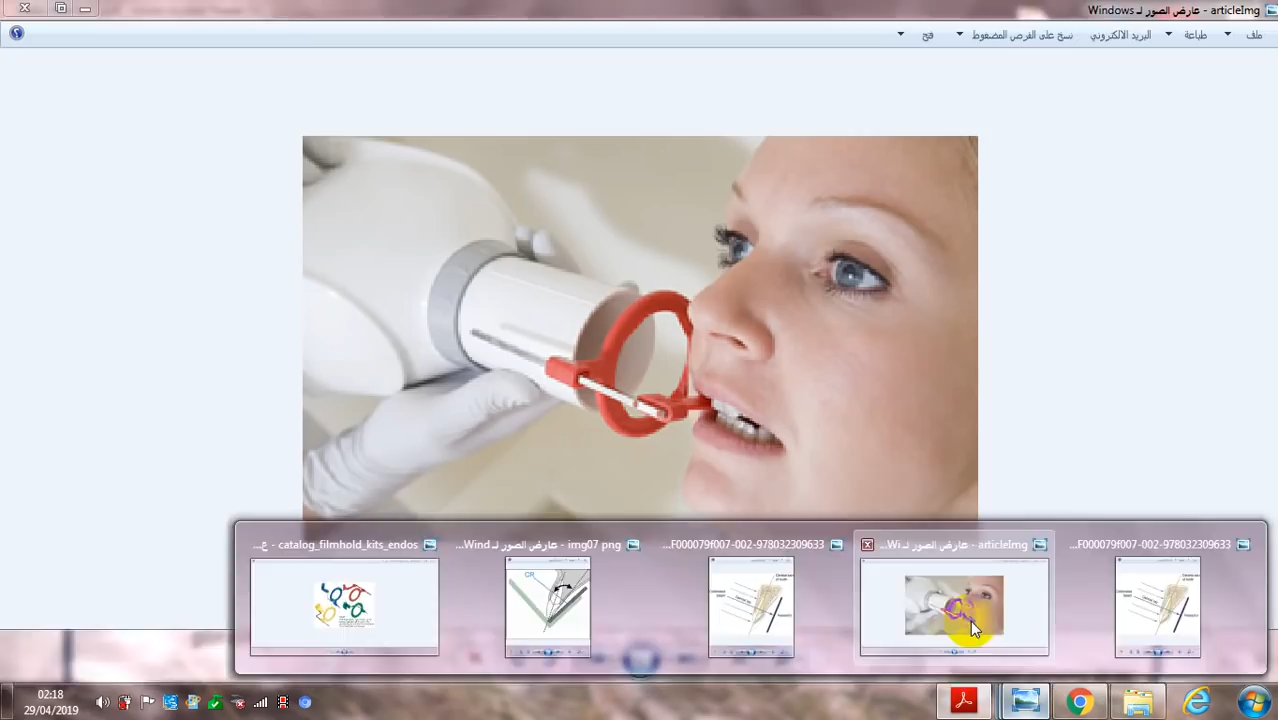 articleImg - عارض الصور لـ Windows
ملف طباعة البريد الالكتروني نسخ على القرص المضغوط فتح
catalog_filmhold_kits_endos - ع...
img07 png - عارض الصور لـ Wind...
F000079f007-002-978032309633...
articleImg - عارض الصور لـ Wi...
F000079f007-002-978032309633...
CR
02:18
29/04/2019